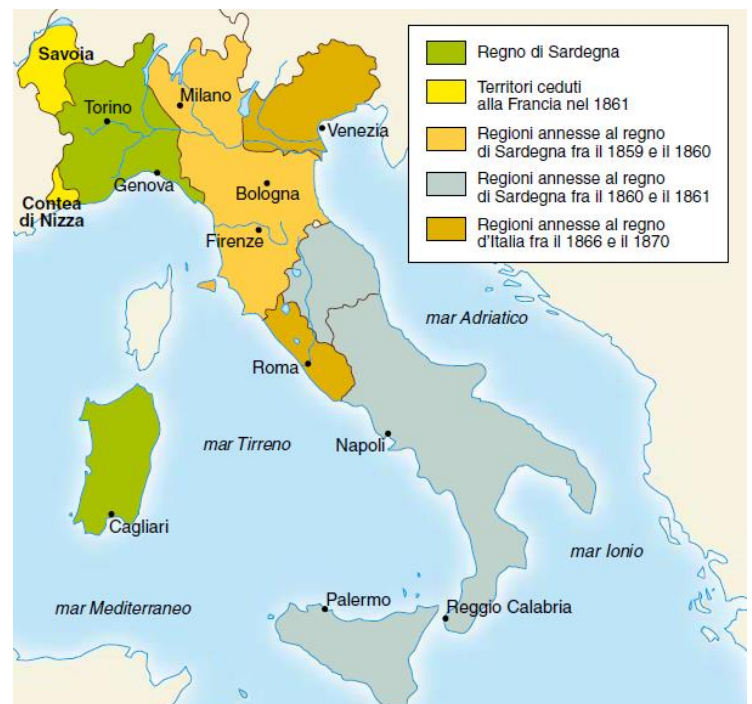 Savoia
Milano
Torino
Venezia
Genova
Bologna
Contea
di Nizza
Firenze
Roma
mar Adriatico
mar Tirreno
Napoli
Cagliari
mar Ionio
mar Mediterraneo
Palermo
Reggio Calabria
Regno di Sardegna
Territori ceduti
alla Francia nel 1861
Regioni annesse al regno
di Sardegna fra il 1859 e il 1860
Regioni annesse al regno
di Sardegna fra il 1860 e il 1861
Regioni annesse al regno
d'Italia fra il 1866 e il 1870